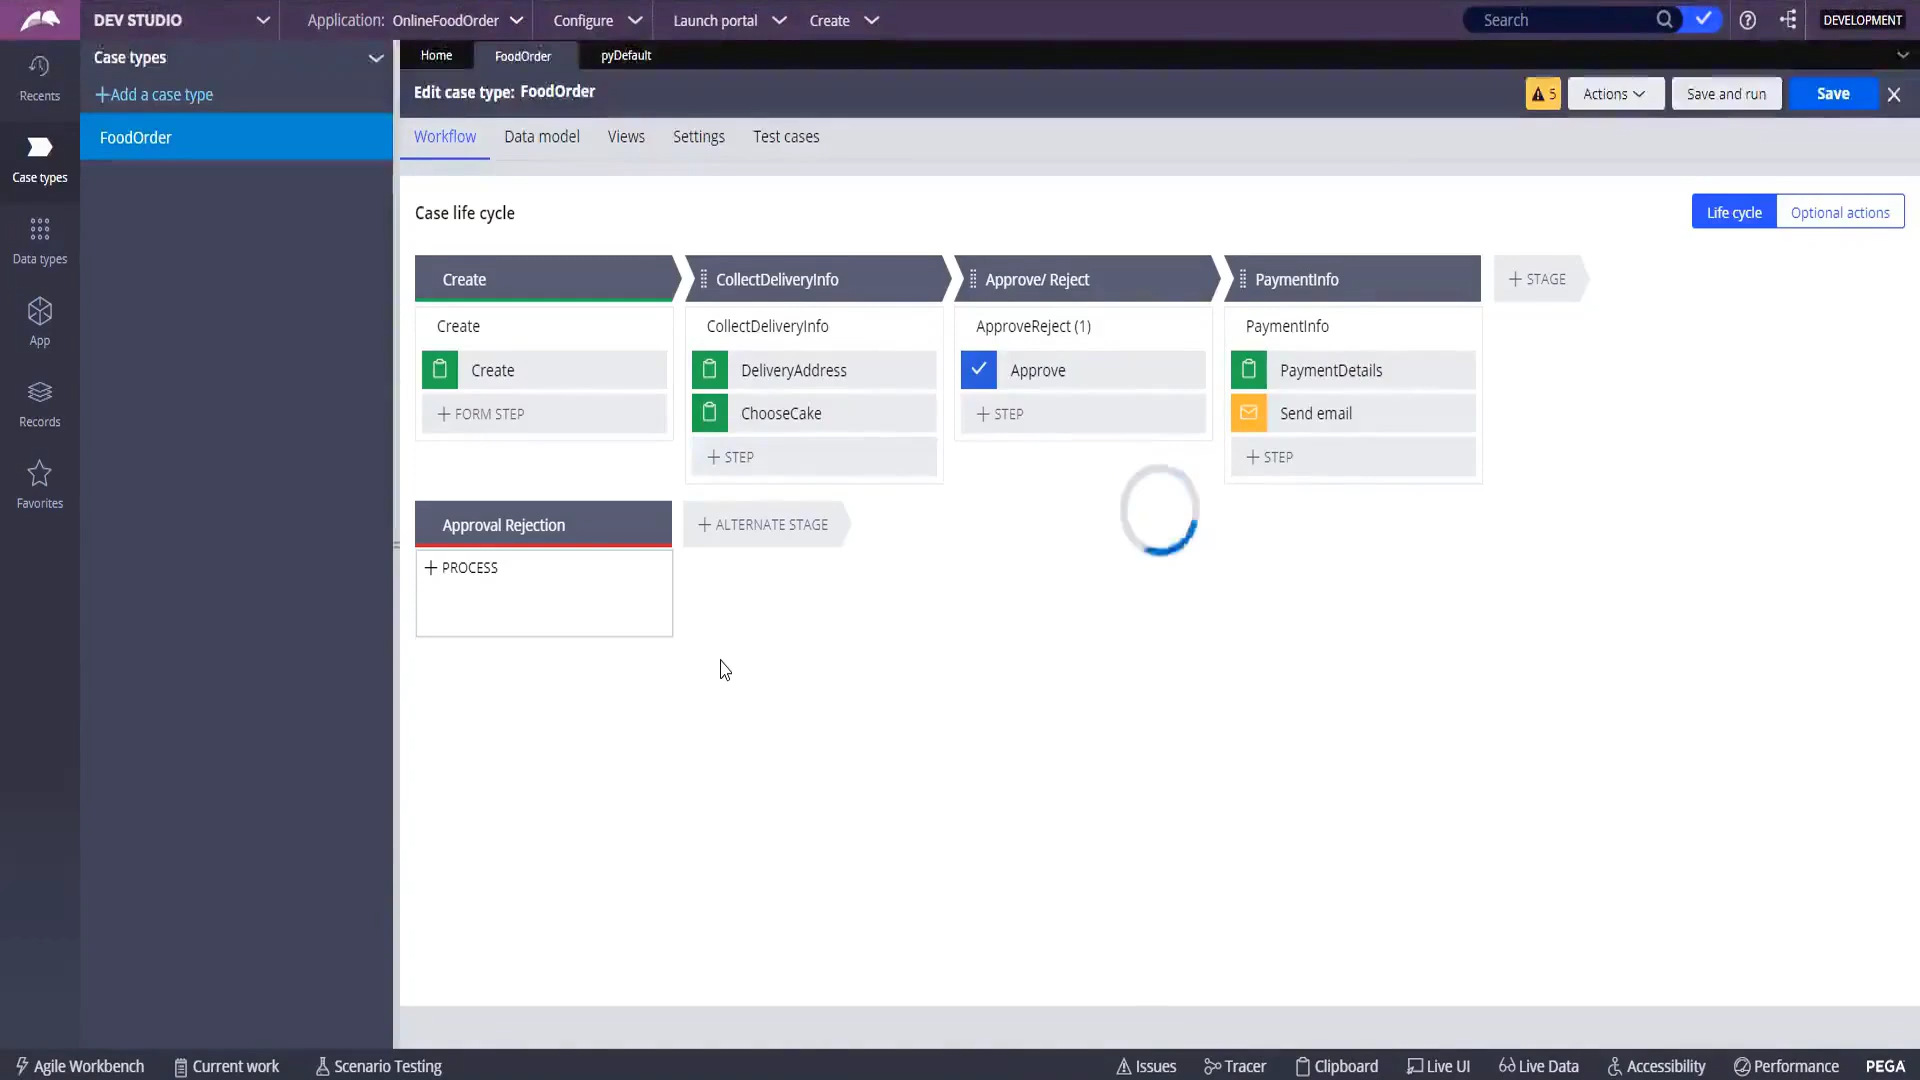 DEV STUDIO
Application: OnlineFoodOrder
Configure
Launch portal
Create
Search
DEVELOPMENT
Recents
Case types
Data types
App
Records
Favorites
Case types
+Add a case type
FoodOrder
Home
FoodOrder
pyDefault
Edit case type: FoodOrder
5
Actions
Save and run
Save
Workflow
Data model
Views
Settings
Test cases
Case life cycle
Life cycle
Optional actions
Create
CollectDeliveryInfo
Approve/ Reject
PaymentInfo
+ STAGE
Create
Create
+ FORM STEP
CollectDeliveryInfo
DeliveryAddress
ChooseCake
+ STEP
ApproveReject (1)
Approve
+ STEP
PaymentInfo
PaymentDetails
Send email
+ STEP
Approval Rejection
+ ALTERNATE STAGE
+ PROCESS
Agile Workbench
Current work
Scenario Testing
Issues
Tracer
Clipboard
Live UI
Live Data
Accessibility
Performance
PEGA